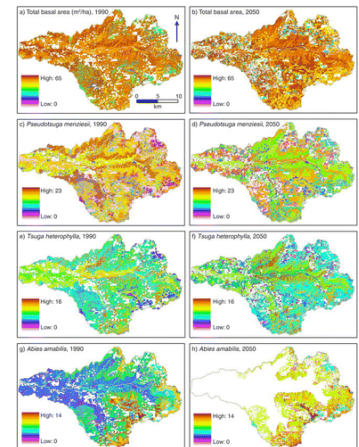 a) Total basal area (m²/ha), 1990
N
High: 65
Low: 0
0 5 10
km
b) Total basal area, 2050
High: 65
Low: 0
c) Pseudotsuga menziesii, 1990
High: 23
Low: 0
d) Pseudotsuga menziesii, 2050
High: 23
Low: 0
e) Tsuga heterophylla, 1990
High: 16
Low: 0
f) Tsuga heterophylla, 2050
High: 16
Low: 0
g) Abies amabilis, 1990
High: 14
Low: 0
h) Abies amabilis, 2050
High: 14
Low: 0